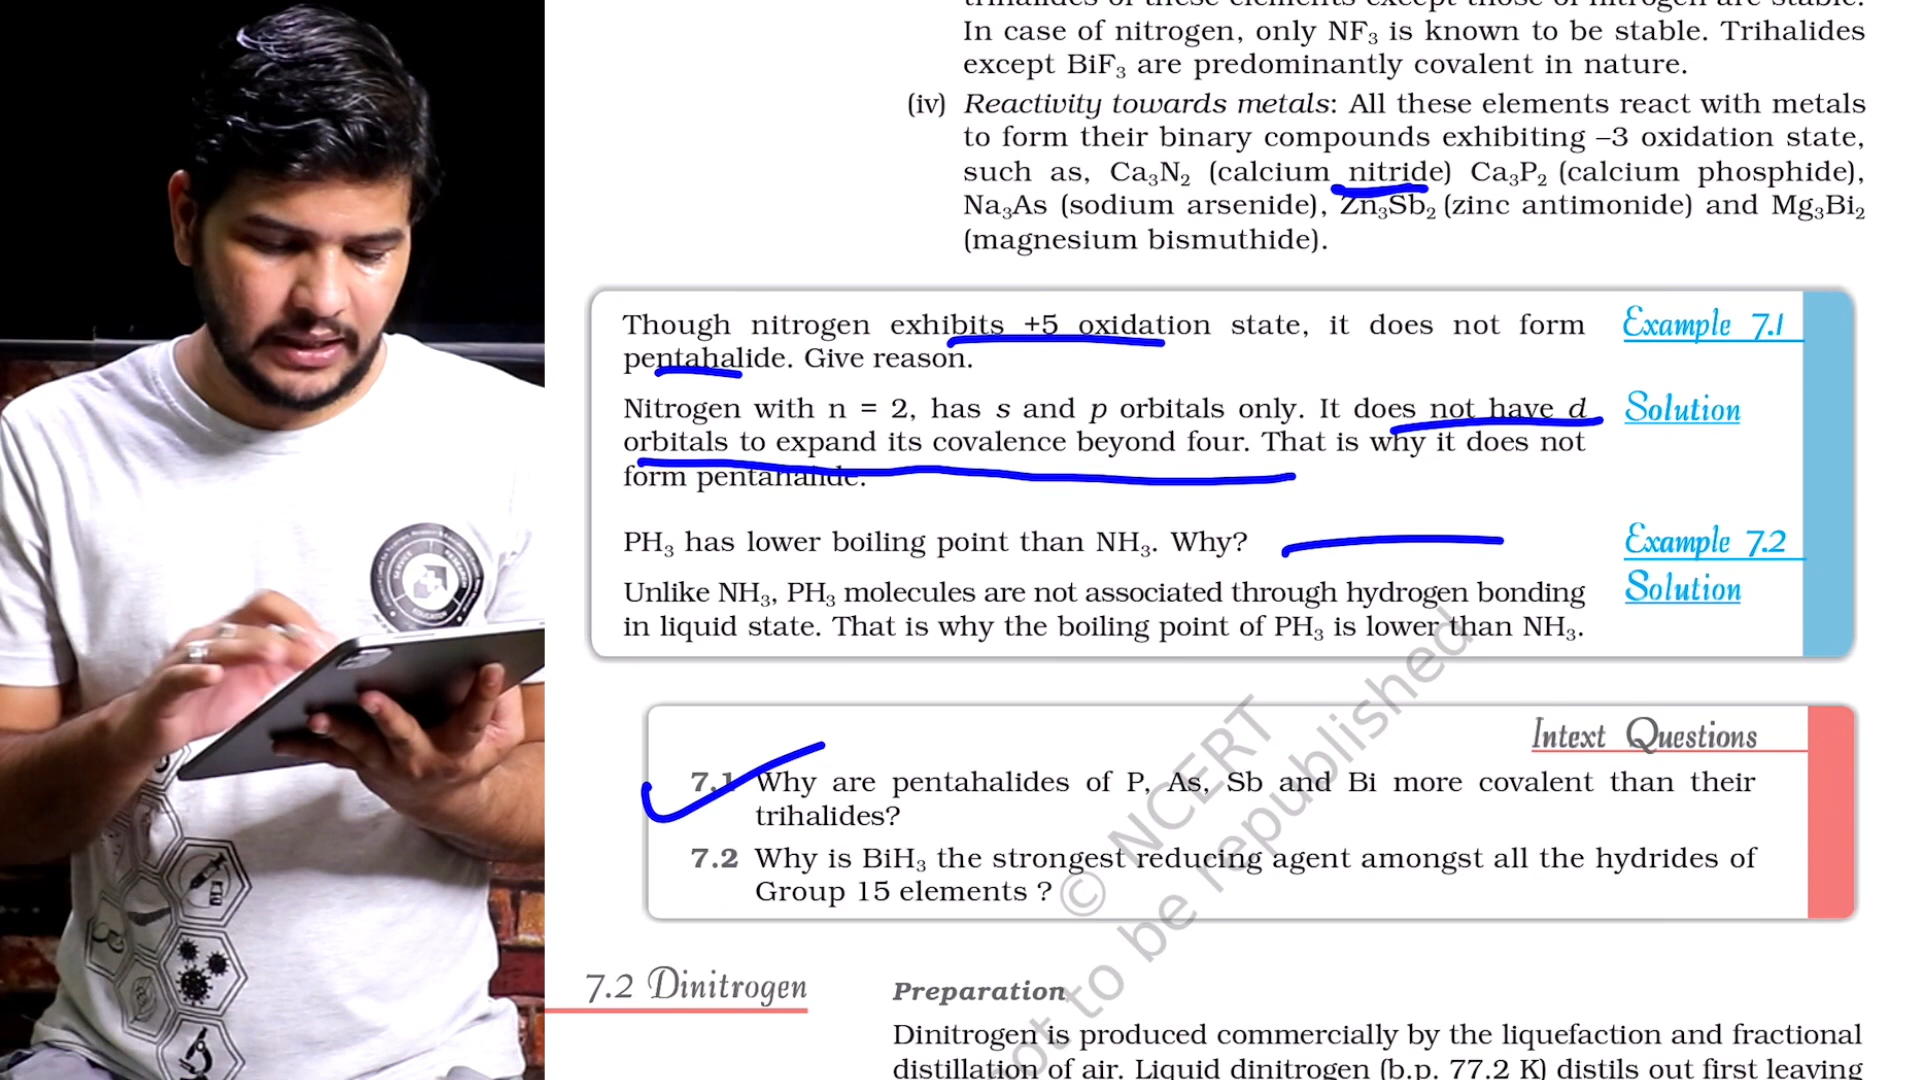 In case of nitrogen, only NF₃ is known to be stable. Trihalides
except BiF₃ are predominantly covalent in nature.
(iv) Reactivity towards metals: All these elements react with metals
to form their binary compounds exhibiting –3 oxidation state,
such as, Ca₃N₂ (calcium nitride) Ca₃P₂ (calcium phosphide),
Na₃As (sodium arsenide), Zn₃Sb₂ (zinc antimonide) and Mg₃Bi₂
(magnesium bismuthide).
Though nitrogen exhibits +5 oxidation state, it does not form
pentahalide. Give reason.
Example 7.1
Nitrogen with n = 2, has s and p orbitals only. It does not have d
orbitals to expand its covalence beyond four. That is why it does not
form pentahalide.
Solution
PH₃ has lower boiling point than NH₃. Why?
Example 7.2
Unlike NH₃, PH₃ molecules are not associated through hydrogen bonding
in liquid state. That is why the boiling point of PH₃ is lower than NH₃.
Solution
Intext Questions
7.1 Why are pentahalides of P, As, Sb and Bi more covalent than their
trihalides?
7.2 Why is BiH₃ the strongest reducing agent amongst all the hydrides of
Group 15 elements ?
© NCERT
not to be republished
7.2 Dinitrogen
Preparation
Dinitrogen is produced commercially by the liquefaction and fractional
distillation of air. Liquid dinitrogen (b.p. 77.2 K) distils out first leaving